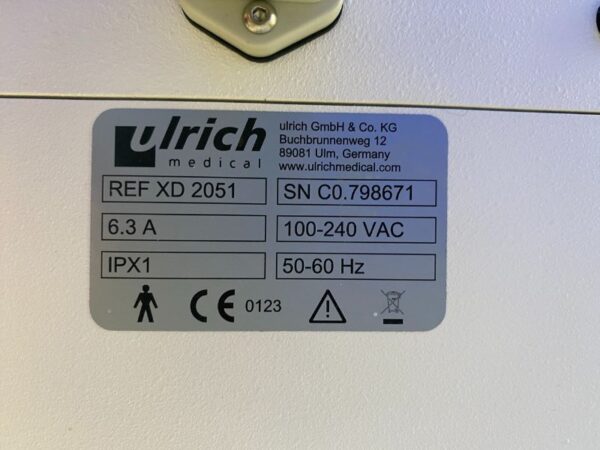 ulrich
medical
ulrich GmbH & Co. KG
Buchbrunnenweg 12
89081 Ulm, Germany
www.ulrichmedical.com
REF XD 2051
SN C0.798671
6.3 A
100-240 VAC
IPX1
50-60 Hz
CE 0123